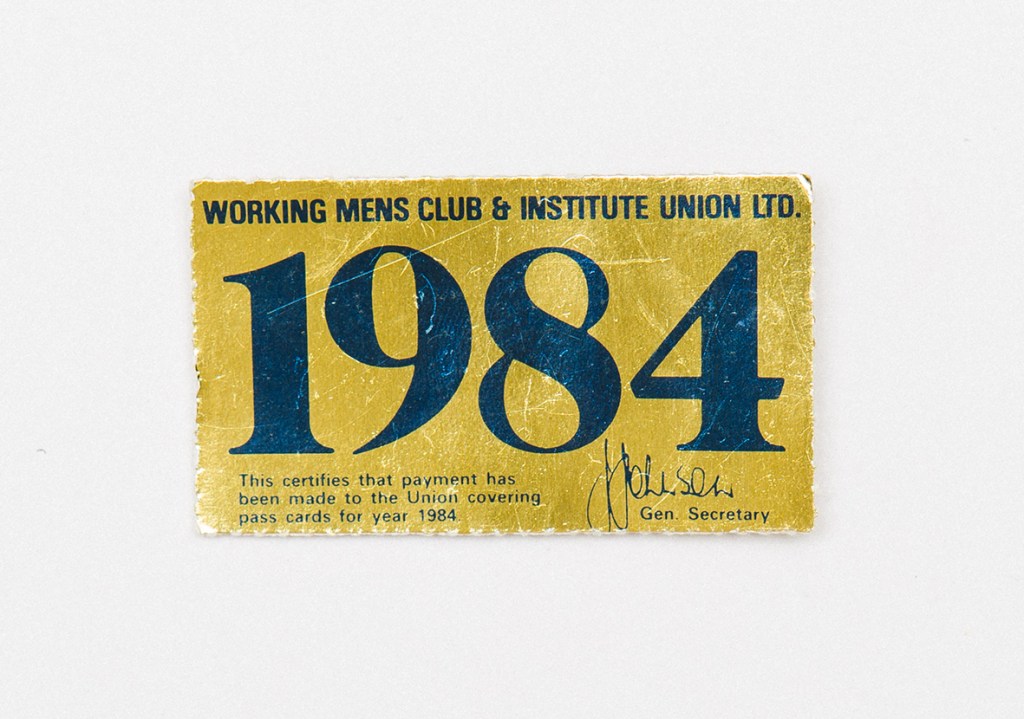 WORKING MENS CLUB & INSTITUTE UNION LTD.
1984
This certifies that payment has
been made to the Union covering
pass cards for year 1984.
J Johnson
Gen. Secretary